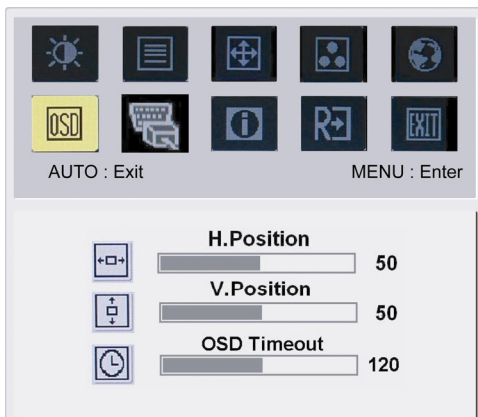 OSD R EXIT
AUTO : Exit MENU : Enter
H.Position
50
V.Position
50
OSD Timeout
120